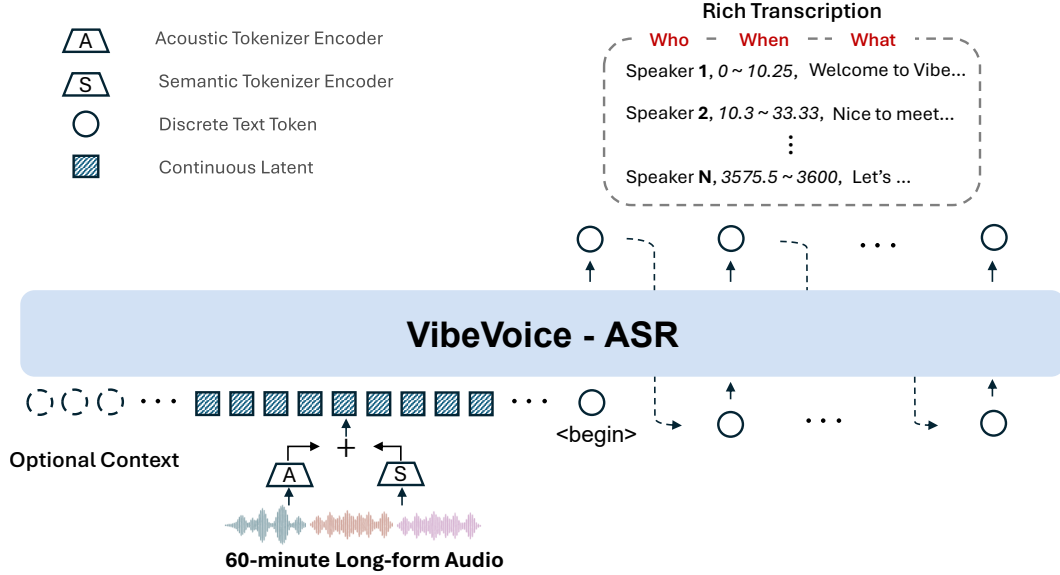 Rich Transcription
Who When What
Speaker 1, 0 ~ 10.25, Welcome to Vibe...
Speaker 2, 10.3 ~ 33.33, Nice to meet...
Speaker N, 3575.5 ~ 3600, Let's ...
A Acoustic Tokenizer Encoder
S Semantic Tokenizer Encoder
Discrete Text Token
Continuous Latent
VibeVoice - ASR
<begin>
Optional Context
+
A S
60-minute Long-form Audio